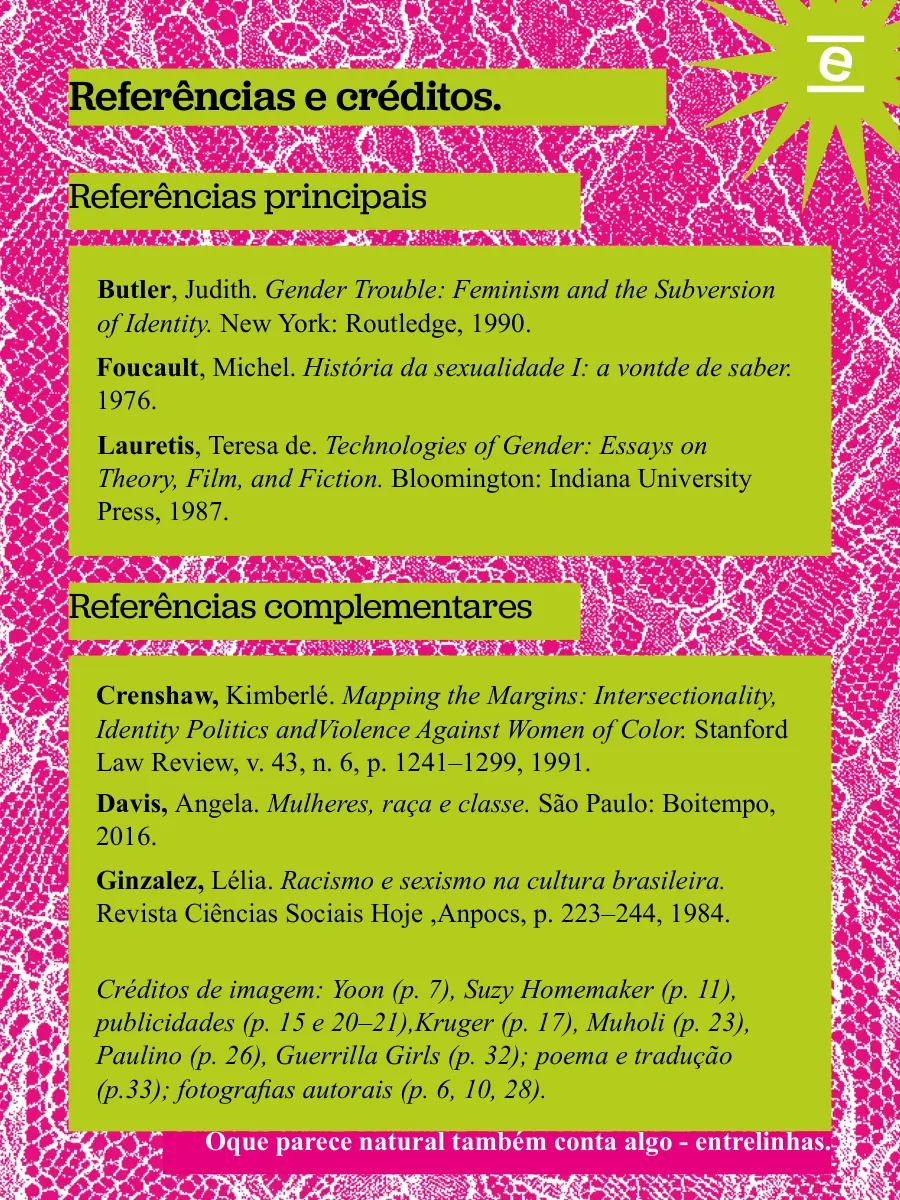 e
Referências e créditos.
Referências principais
Butler, Judith. Gender Trouble: Feminism and the Subversion
of Identity. New York: Routledge, 1990.
Foucault, Michel. História da sexualidade I: a vontde de saber.
1976.
Lauretis, Teresa de. Technologies of Gender: Essays on
Theory, Film, and Fiction. Bloomington: Indiana University
Press, 1987.
Referências complementares
Crenshaw, Kimberlé. Mapping the Margins: Intersectionality,
Identity Politics andViolence Against Women of Color. Stanford
Law Review, v. 43, n. 6, p. 1241–1299, 1991.
Davis, Angela. Mulheres, raça e classe. São Paulo: Boitempo,
2016.
Ginzalez, Lélia. Racismo e sexismo na cultura brasileira.
Revista Ciências Sociais Hoje ,Anpocs, p. 223–244, 1984.
Créditos de imagem: Yoon (p. 7), Suzy Homemaker (p. 11),
publicidades (p. 15 e 20–21),Kruger (p. 17), Muholi (p. 23),
Paulino (p. 26), Guerrilla Girls (p. 32); poema e tradução
(p.33); fotografias autorais (p. 6, 10, 28).
Oque parece natural também conta algo - entrelinhas.